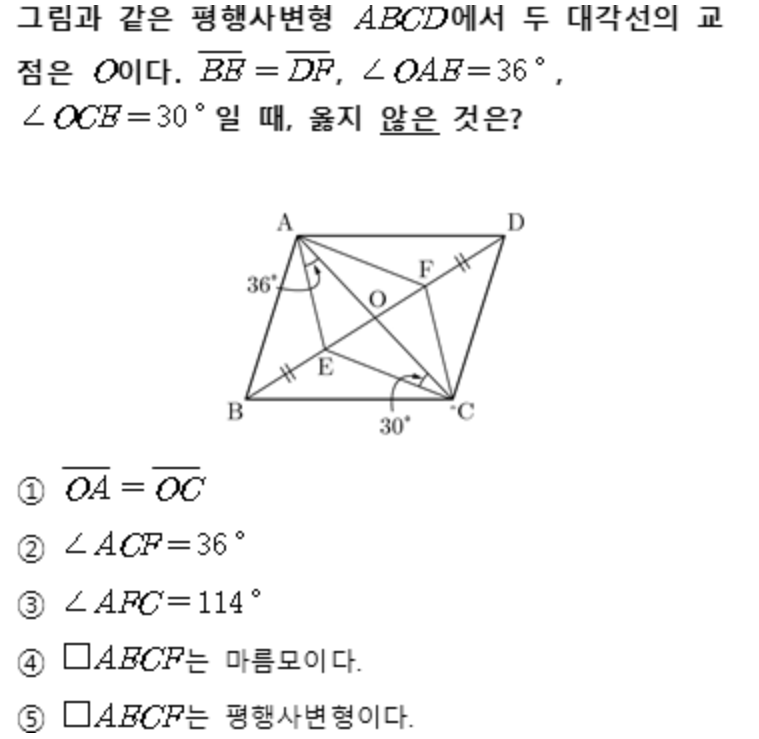 그림과 같은 평행사변형 ABCD에서 두 대각선의 교
점은 O이다. \overline{BE} = \overline{DF}, ∠OAE=36°,
∠OCE=30°일 때, 옳지 않은 것은?
A
D
36°
F
O
E
B
C
30°
① \overline{OA} = \overline{OC}
② ∠ACF=36°
③ ∠AFC=114°
④ □AECF는 마름모이다.
⑤ □AECF는 평행사변형이다.